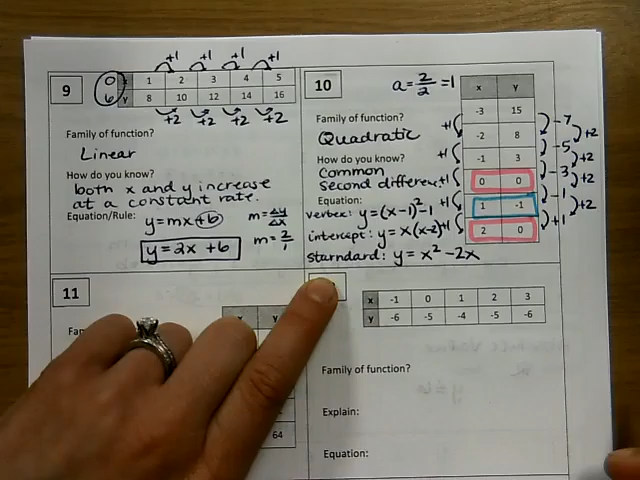 9
0 x 1 2 3 4 5
6 y 8 10 12 14 16
+1 +1 +1 +1
+2 +2 +2 +2
Family of function?
Linear
How do you know?
both x and y increase
at a constant rate.
Equation/Rule: y=mx+b m=Δy/Δx
y=2x+6 m=2/1
10
a=2/2=1
x y
-3 15
-2 8
-1 3
0 0
1 -1
2 0
+1 +1 +1 +1 +1
-7 -5 -3 -1 +1
+2 +2 +2 +2
Family of function?
Quadratic
How do you know?
Common
Second difference
Equation:
vertex: y=(x-1)²-1
intercept: y=x(x-2)
starndard: y=x²-2x
11
y
64
x -1 0 1 2 3
y -6 -5 -4 -5 -6
Family of function?
Explain:
Equation: